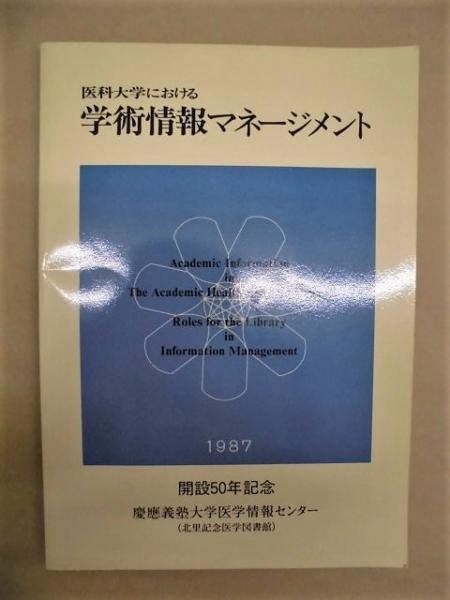 医科大学における
学術情報マネージメント
Academic Information
in
The Academic
Roles for the Library
in
Information Management
1987
開設50年記念
慶應義塾大学医学情報センター
(北里記念医学図書館)